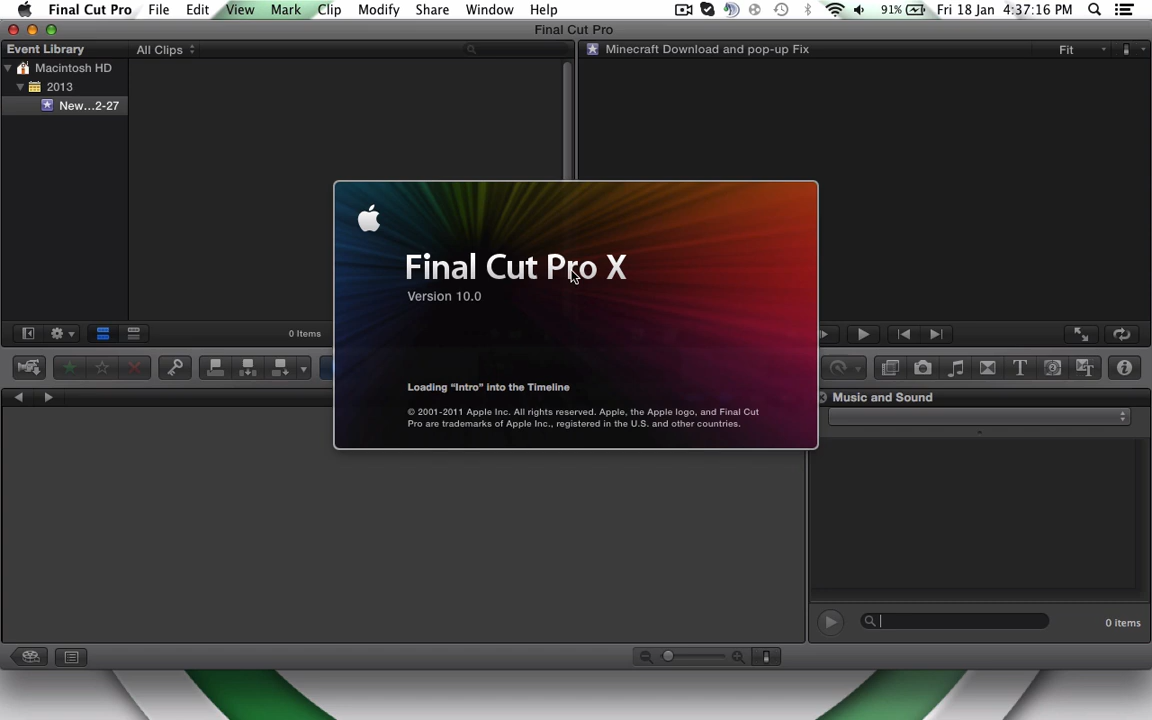 Final Cut Pro File Edit View Mark Clip Modify Share Window Help 91% Fri 18 Jan 4:37:16 PM
Final Cut Pro
Event Library All Clips Minecraft Download and pop-up Fix Fit
Macintosh HD
2013
New...2-27
Final Cut Pro X
Version 10.0
0 Items
Loading “Intro” into the Timeline
Music and Sound
© 2001-2011 Apple Inc. All rights reserved. Apple, the Apple logo, and Final Cut
Pro are trademarks of Apple Inc., registered in the U.S. and other countries.
0 items